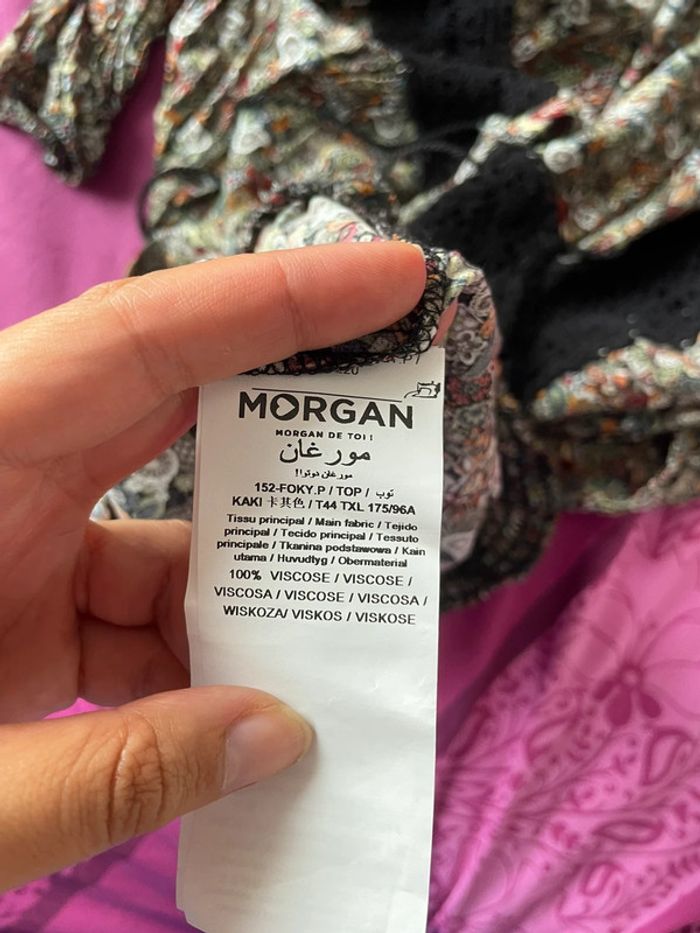 MORGAN
MORGAN DE TOI !
مورغان
مورغان دوتوا!
152-FOKY.P / TOP / توب
KAKI 卡其色 / T44 TXL 175/96A
Tissu principal / Main fabric / Tejido
principal / Tecido principal / Tessuto
principale / Tkanina podstawowa / Kain
utama / Huvudtyg / Obermaterial
100% VISCOSE / VISCOSE /
VISCOSA / VISCOSE / VISCOSA /
WISKOZA/ VISKOS / VISKOSE